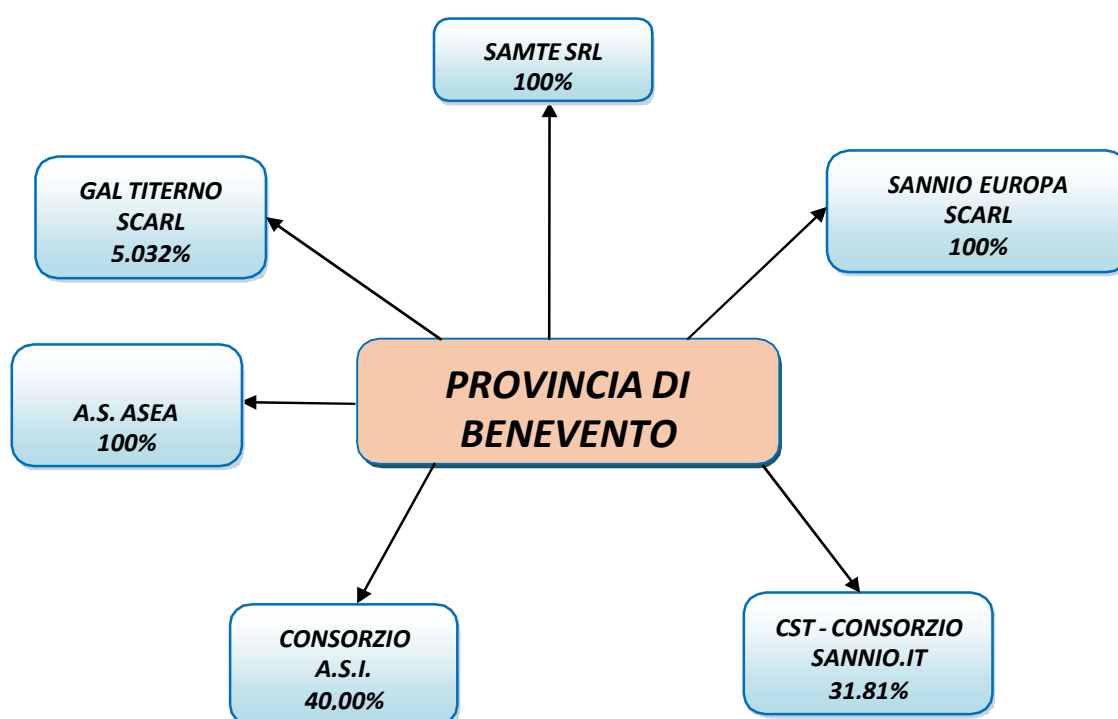 SAMTE SRL
100%
GAL TITERNO
SCARL
5.032%
SANNIO EUROPA
SCARL
100%
A.S. ASEA
100%
PROVINCIA DI
BENEVENTO
CONSORZIO
A.S.I.
40,00%
CST - CONSORZIO
SANNIO.IT
31.81%